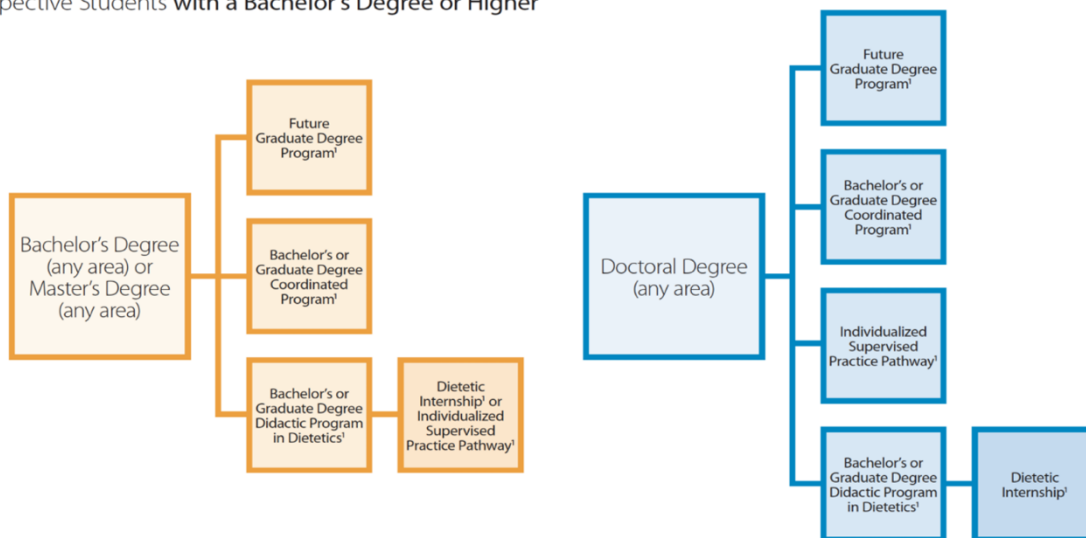 Students with a Bachelor's Degree or Higher
Bachelor's Degree
(any area) or
Master's Degree
(any area)
Future
Graduate Degree
Program¹
Bachelor's or
Graduate Degree
Coordinated
Program¹
Bachelor's or
Graduate Degree
Didactic Program
in Dietetics¹
Dietetic
Internship¹ or
Individualized
Supervised
Practice Pathway¹
Doctoral Degree
(any area)
Future
Graduate Degree
Program¹
Bachelor's or
Graduate Degree
Coordinated
Program¹
Individualized
Supervised
Practice Pathway¹
Bachelor's or
Graduate Degree
Didactic Program
in Dietetics¹
Dietetic
Internship¹